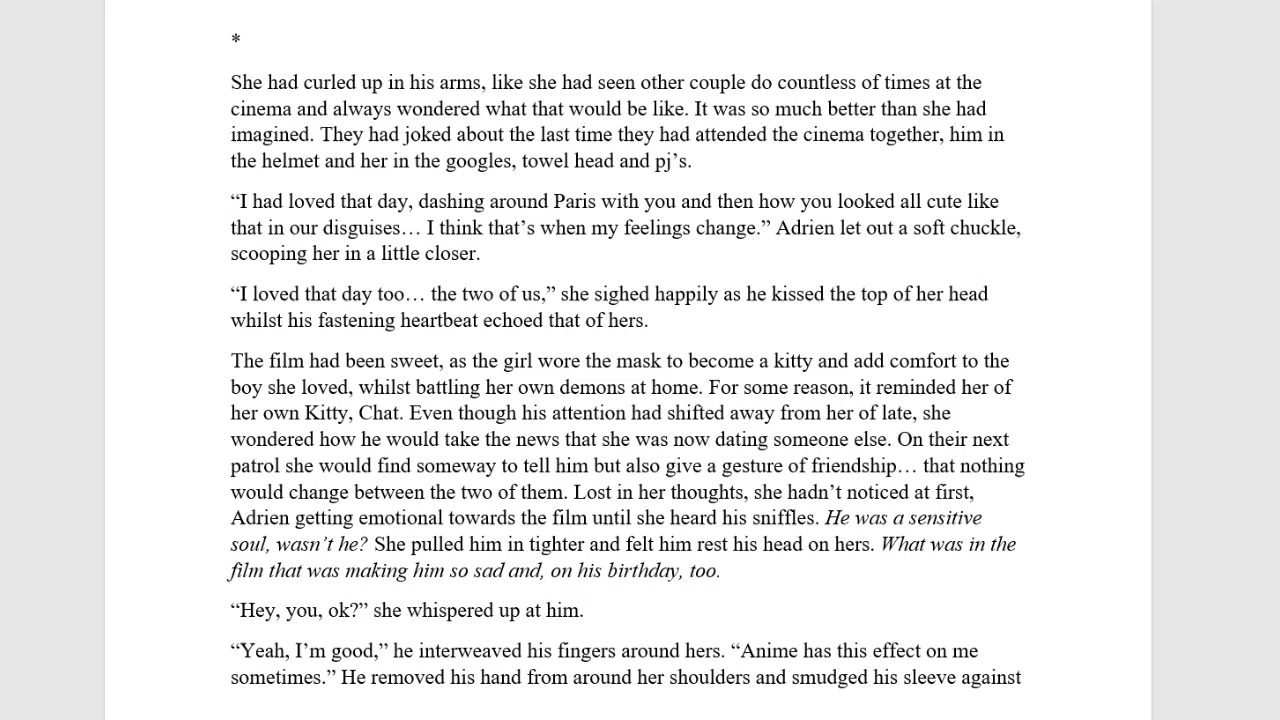 *
She had curled up in his arms, like she had seen other couple do countless of times at the
cinema and always wondered what that would be like. It was so much better than she had
imagined. They had joked about the last time they had attended the cinema together, him in
the helmet and her in the googles, towel head and pj’s.
“I had loved that day, dashing around Paris with you and then how you looked all cute like
that in our disguises… I think that’s when my feelings change.” Adrien let out a soft chuckle,
scooping her in a little closer.
“I loved that day too… the two of us,” she sighed happily as he kissed the top of her head
whilst his fastening heartbeat echoed that of hers.
The film had been sweet, as the girl wore the mask to become a kitty and add comfort to the
boy she loved, whilst battling her own demons at home. For some reason, it reminded her of
her own Kitty, Chat. Even though his attention had shifted away from her of late, she
wondered how he would take the news that she was now dating someone else. On their next
patrol she would find someway to tell him but also give a gesture of friendship… that nothing
would change between the two of them. Lost in her thoughts, she hadn’t noticed at first,
Adrien getting emotional towards the film until she heard his sniffles. He was a sensitive
soul, wasn’t he? She pulled him in tighter and felt him rest his head on hers. What was in the
film that was making him so sad and, on his birthday, too.
“Hey, you, ok?” she whispered up at him.
“Yeah, I’m good,” he interweaved his fingers around hers. “Anime has this effect on me
sometimes.” He removed his hand from around her shoulders and smudged his sleeve against